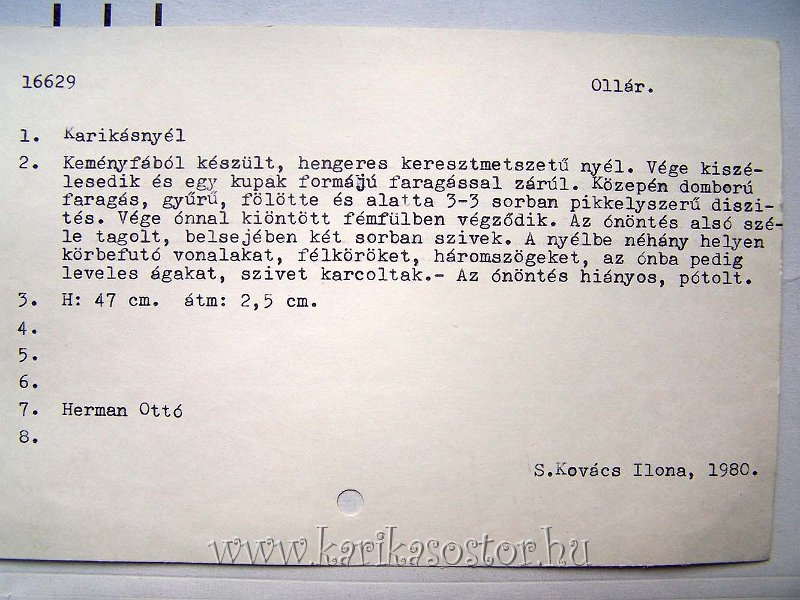 16629 Ollár.
1. Karikásnyél
2. Keményfából készült, hengeres keresztmetszetű nyél. Vége kiszé-
lesedik és egy kupak formájú faragással zárúl. Közepén domború
faragás, gyűrű, fölötte és alatta 3-3 sorban pikkelyszerű diszi-
tés. Vége ónnal kiöntött fémfülben végződik. Az ónöntés alsó szé-
le tagolt, belsejében két sorban szivek. A nyélbe néhány helyen
körbefutó vonalakat, félköröket, háromszögeket, az ónba pedig
leveles ágakat, szivet karcoltak.- Az ónöntés hiányos, pótolt.
3. H: 47 cm. átm: 2,5 cm.
4.
5.
6.
7. Herman Ottó
8.
S.Kovács Ilona, 1980.
www.karikasostor.hu